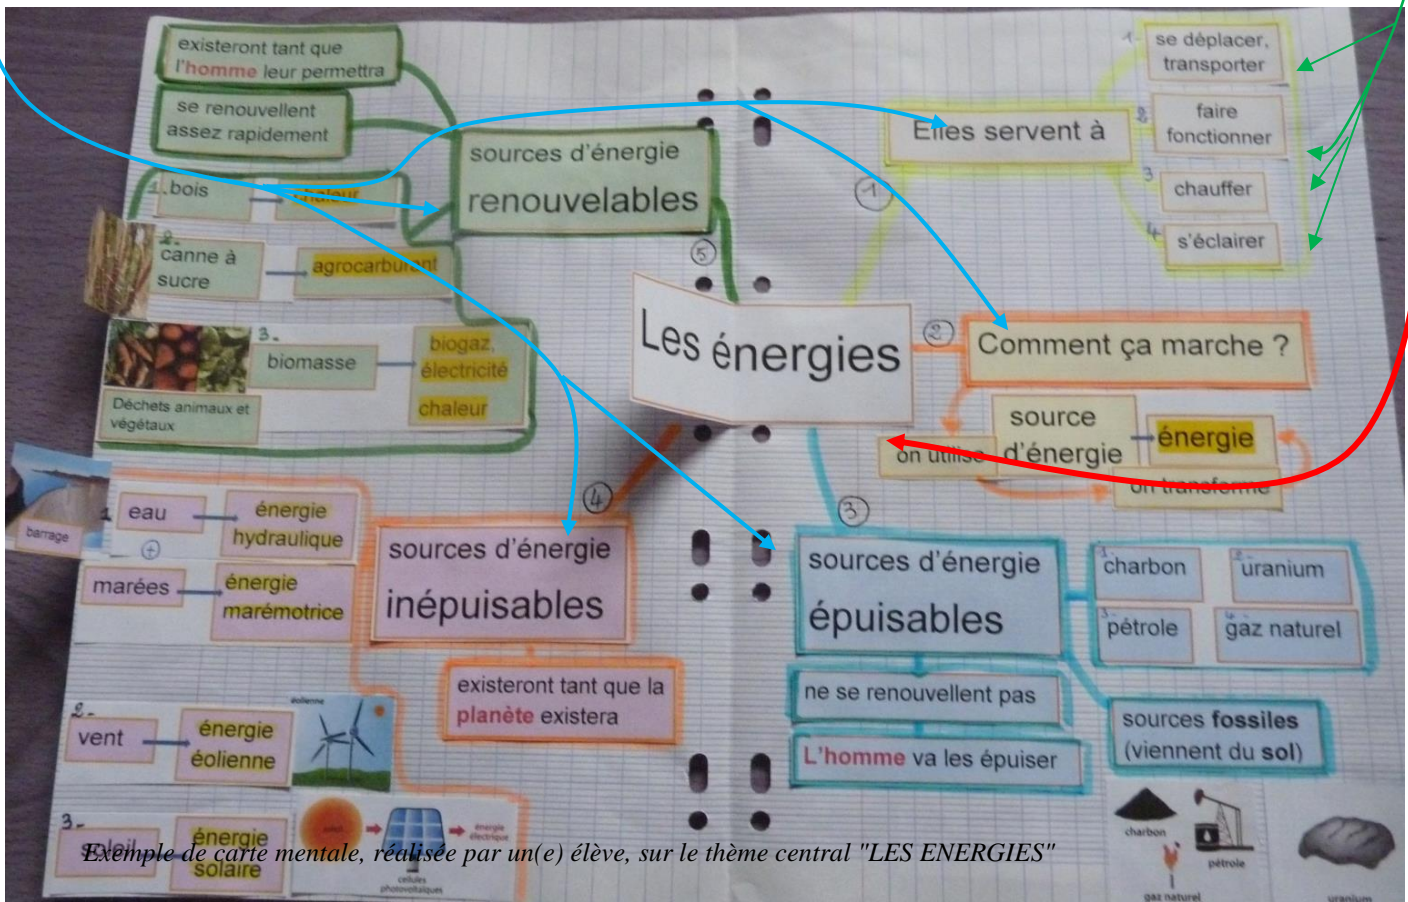 Les énergies
1
Elles servent à
1-
se déplacer,
transporter
2
faire
fonctionner
3
chauffer
4
s'éclairer
2
Comment ça marche ?
source
d'énergie
énergie
on utilise
on transforme
3
sources d'énergie
épuisables
1-
charbon
2-
uranium
3-
pétrole
4-
gaz naturel
ne se renouvellent pas
L'homme va les épuiser
sources fossiles
(viennent du sol)
charbon
pétrole
gaz naturel
uranium
4
sources d'énergie
inépuisables
existeront tant que la
planète existera
barrage
1
eau
énergie
hydraulique
+
marées
énergie
marémotrice
2-
vent
énergie
éolienne
éolienne
3-
soleil
énergie
solaire
soleil
énergie
électrique
cellules
photovoltaïques
5
sources d'énergie
renouvelables
existeront tant que
l'homme leur permettra
se renouvellent
assez rapidement
1.bois
chaleur
2-
canne à
sucre
agrocarburant
3-
biomasse
biogaz,
électricité
chaleur
Déchets animaux et
végétaux
Exemple de carte mentale, réalisée par un(e) élève, sur le thème central "LES ENERGIES"